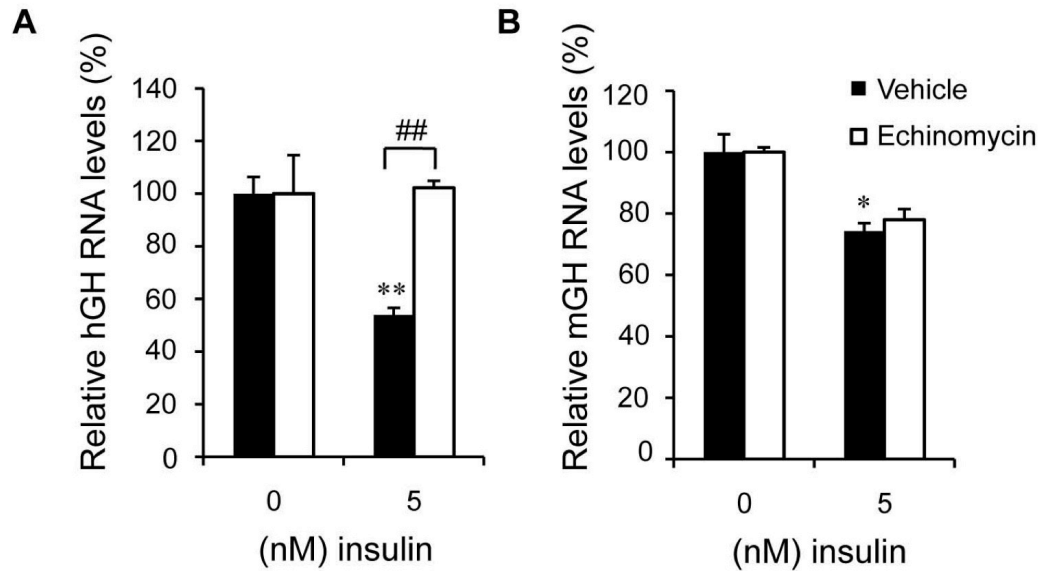 A
Relative hGH RNA levels (%)
140
120
100
80
60
40
20
0
##
**
0
5
(nM) insulin
B
Relative mGH RNA levels (%)
120
100
80
60
40
20
0
*
Vehicle
Echinomycin
0
5
(nM) insulin